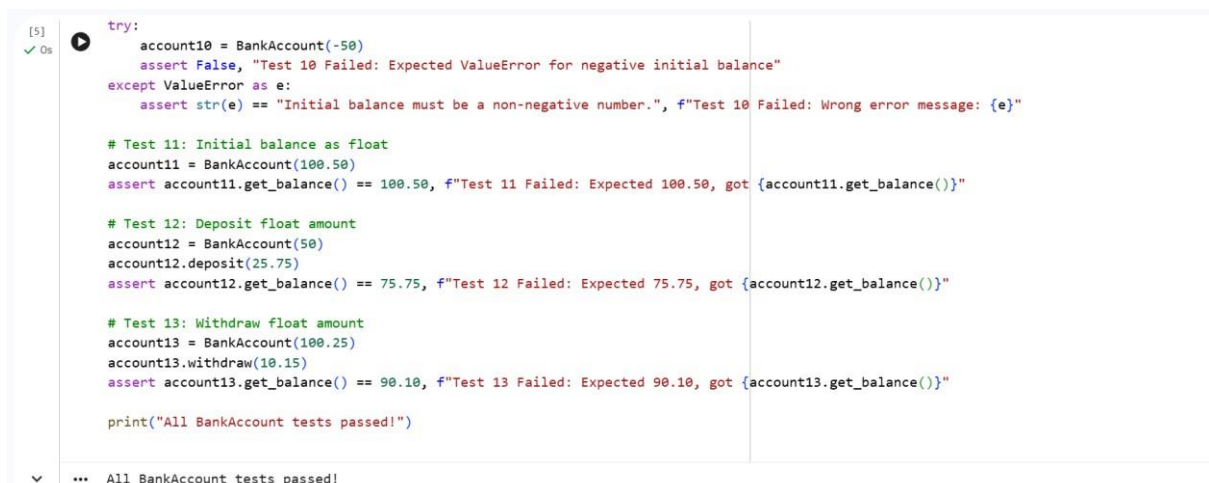 [5]
0s
try:
    account10 = BankAccount(-50)
    assert False, "Test 10 Failed: Expected ValueError for negative initial balance"
except ValueError as e:
    assert str(e) == "Initial balance must be a non-negative number.", f"Test 10 Failed: Wrong error message: {e}"
# Test 11: Initial balance as float
account11 = BankAccount(100.50)
assert account11.get_balance() == 100.50, f"Test 11 Failed: Expected 100.50, got {account11.get_balance()}"
# Test 12: Deposit float amount
account12 = BankAccount(50)
account12.deposit(25.75)
assert account12.get_balance() == 75.75, f"Test 12 Failed: Expected 75.75, got {account12.get_balance()}"
# Test 13: Withdraw float amount
account13 = BankAccount(100.25)
account13.withdraw(10.15)
assert account13.get_balance() == 90.10, f"Test 13 Failed: Expected 90.10, got {account13.get_balance()}"
print("All BankAccount tests passed!")
All BankAccount tests passed!